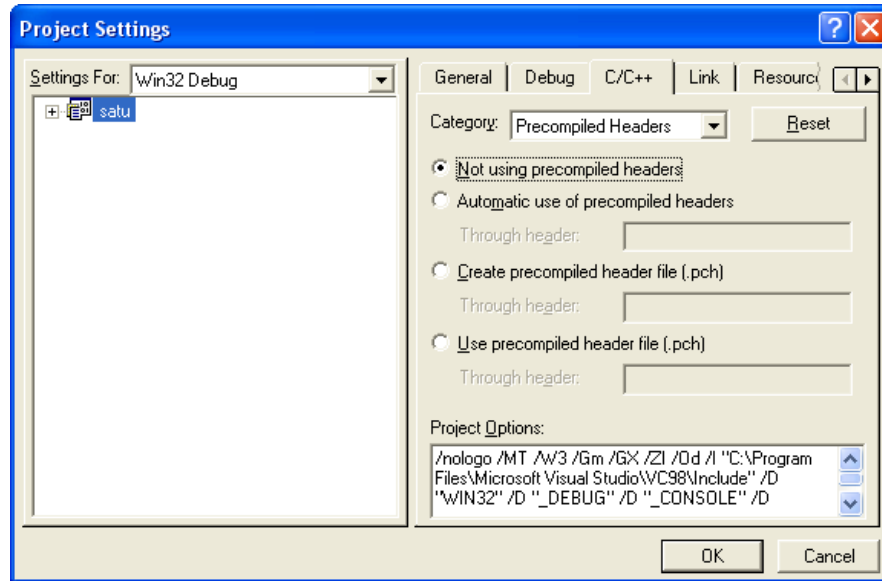 Project Settings
Settings For: Win32 Debug
satu
General Debug C/C++ Link Resourc
Category: Precompiled Headers Reset
Not using precompiled headers
Automatic use of precompiled headers
Through header:
Create precompiled header file (.pch)
Through header:
Use precompiled header file (.pch)
Through header:
Project Options:
/nologo /MT /W3 /Gm /GX /ZI /Od /I "C:\Program
Files\Microsoft Visual Studio\VC98\Include" /D
"WIN32" /D "_DEBUG" /D "_CONSOLE" /D
OK Cancel